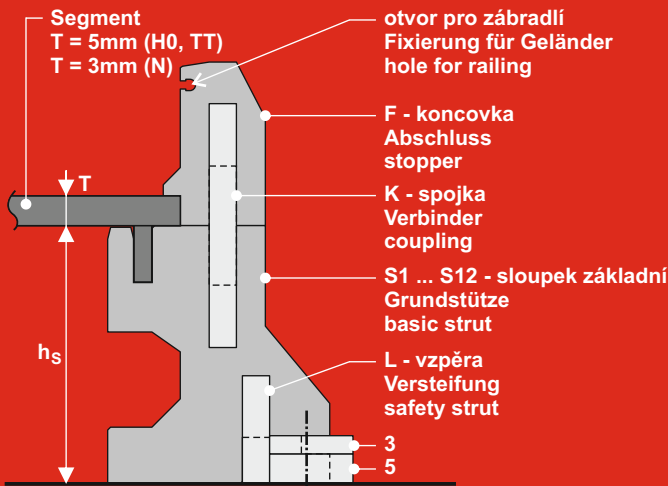 Segment
T = 5mm (H0, TT)
T = 3mm (N)
otvor pro zábradlí
Fixierung für Geländer
hole for railing
F - koncovka
Abschluss
stopper
T
K - spojka
Verbinder
coupling
S1 ... S12 - sloupek základní
Grundstütze
basic strut
hS
L - vzpěra
Versteifung
safety strut
3
5